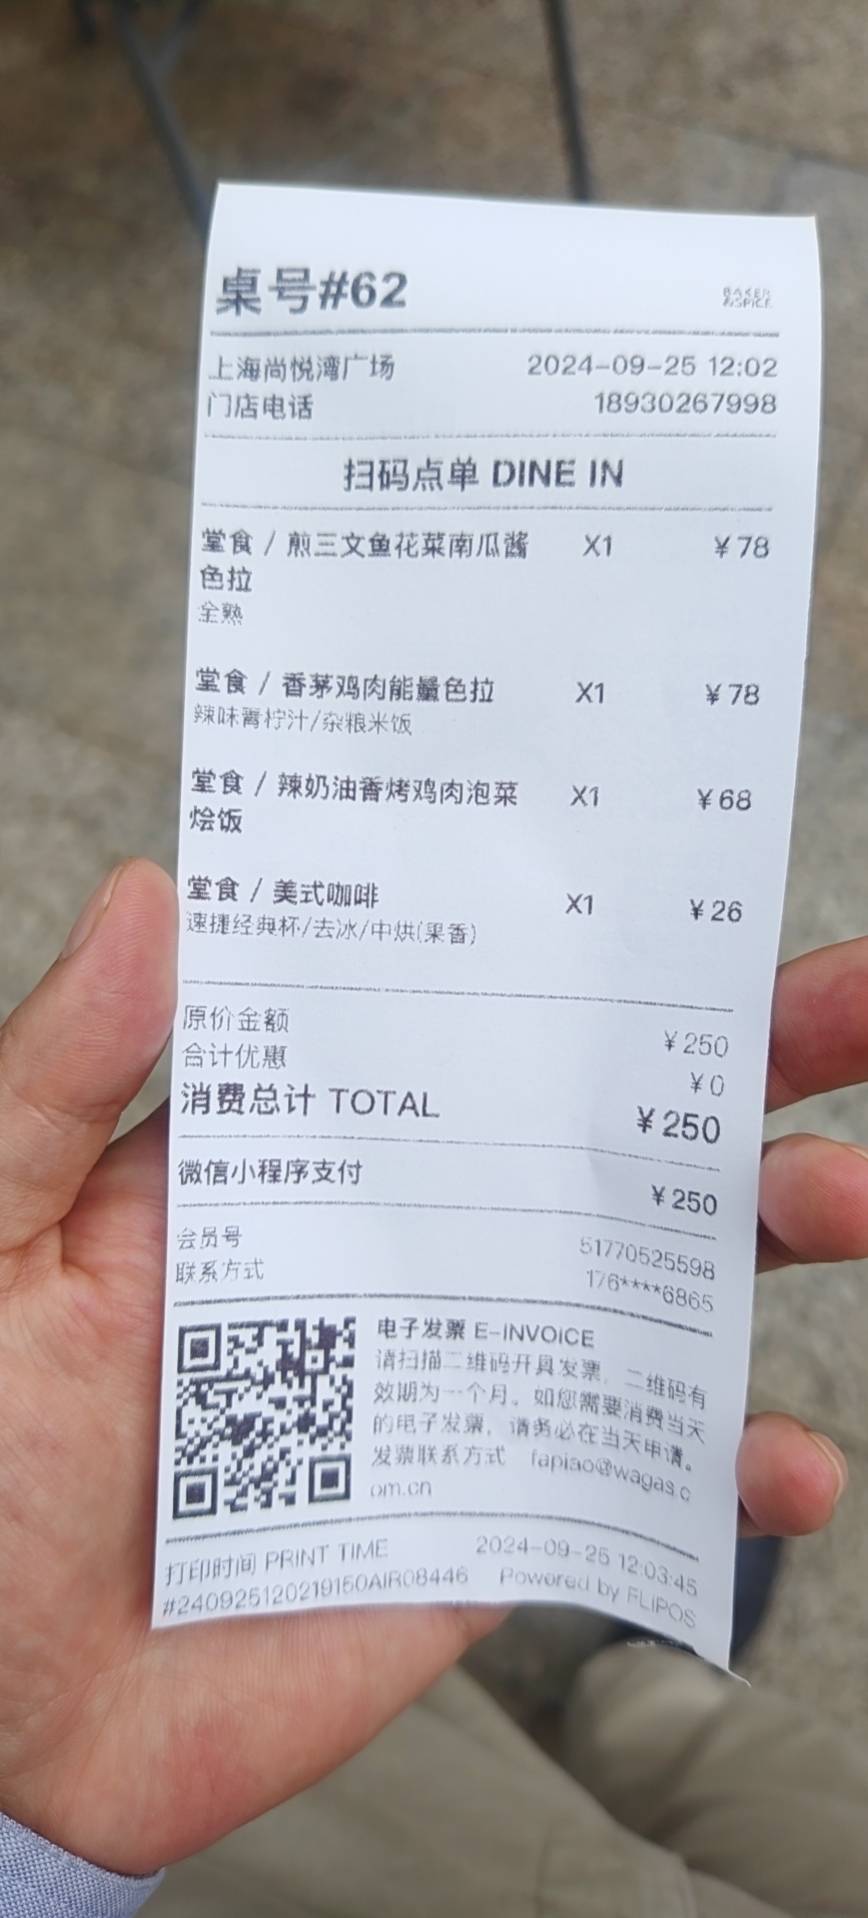 桌号#62
BAKER
&SPICE
上海尚悦湾广场 2024-09-25 12:02
门店电话 18930267998
扫码点单 DINE IN
堂食 / 煎三文鱼花菜南瓜酱 X1 ¥78
色拉
全熟
堂食 / 香茅鸡肉能量色拉 X1 ¥78
辣味青柠汁/杂粮米饭
堂食 / 辣奶油香烤鸡肉泡菜 X1 ¥68
烩饭
堂食 / 美式咖啡 X1 ¥26
速捷经典杯/去冰/中烘(果香)
原价金额 ¥250
合计优惠 ¥0
消费总计 TOTAL ¥250
微信小程序支付 ¥250
会员号 51770525598
联系方式 176****6865
电子发票 E-INVOICE
请扫描二维码开具发票,二维码有
效期为一个月。如您需要消费当天
的电子发票,请务必在当天申请。
发票联系方式 fapiao@wagas.c
om.cn
打印时间 PRINT TIME 2024-09-25 12:03:45
#240925120219150AIR08446 Powered by FLIPOS